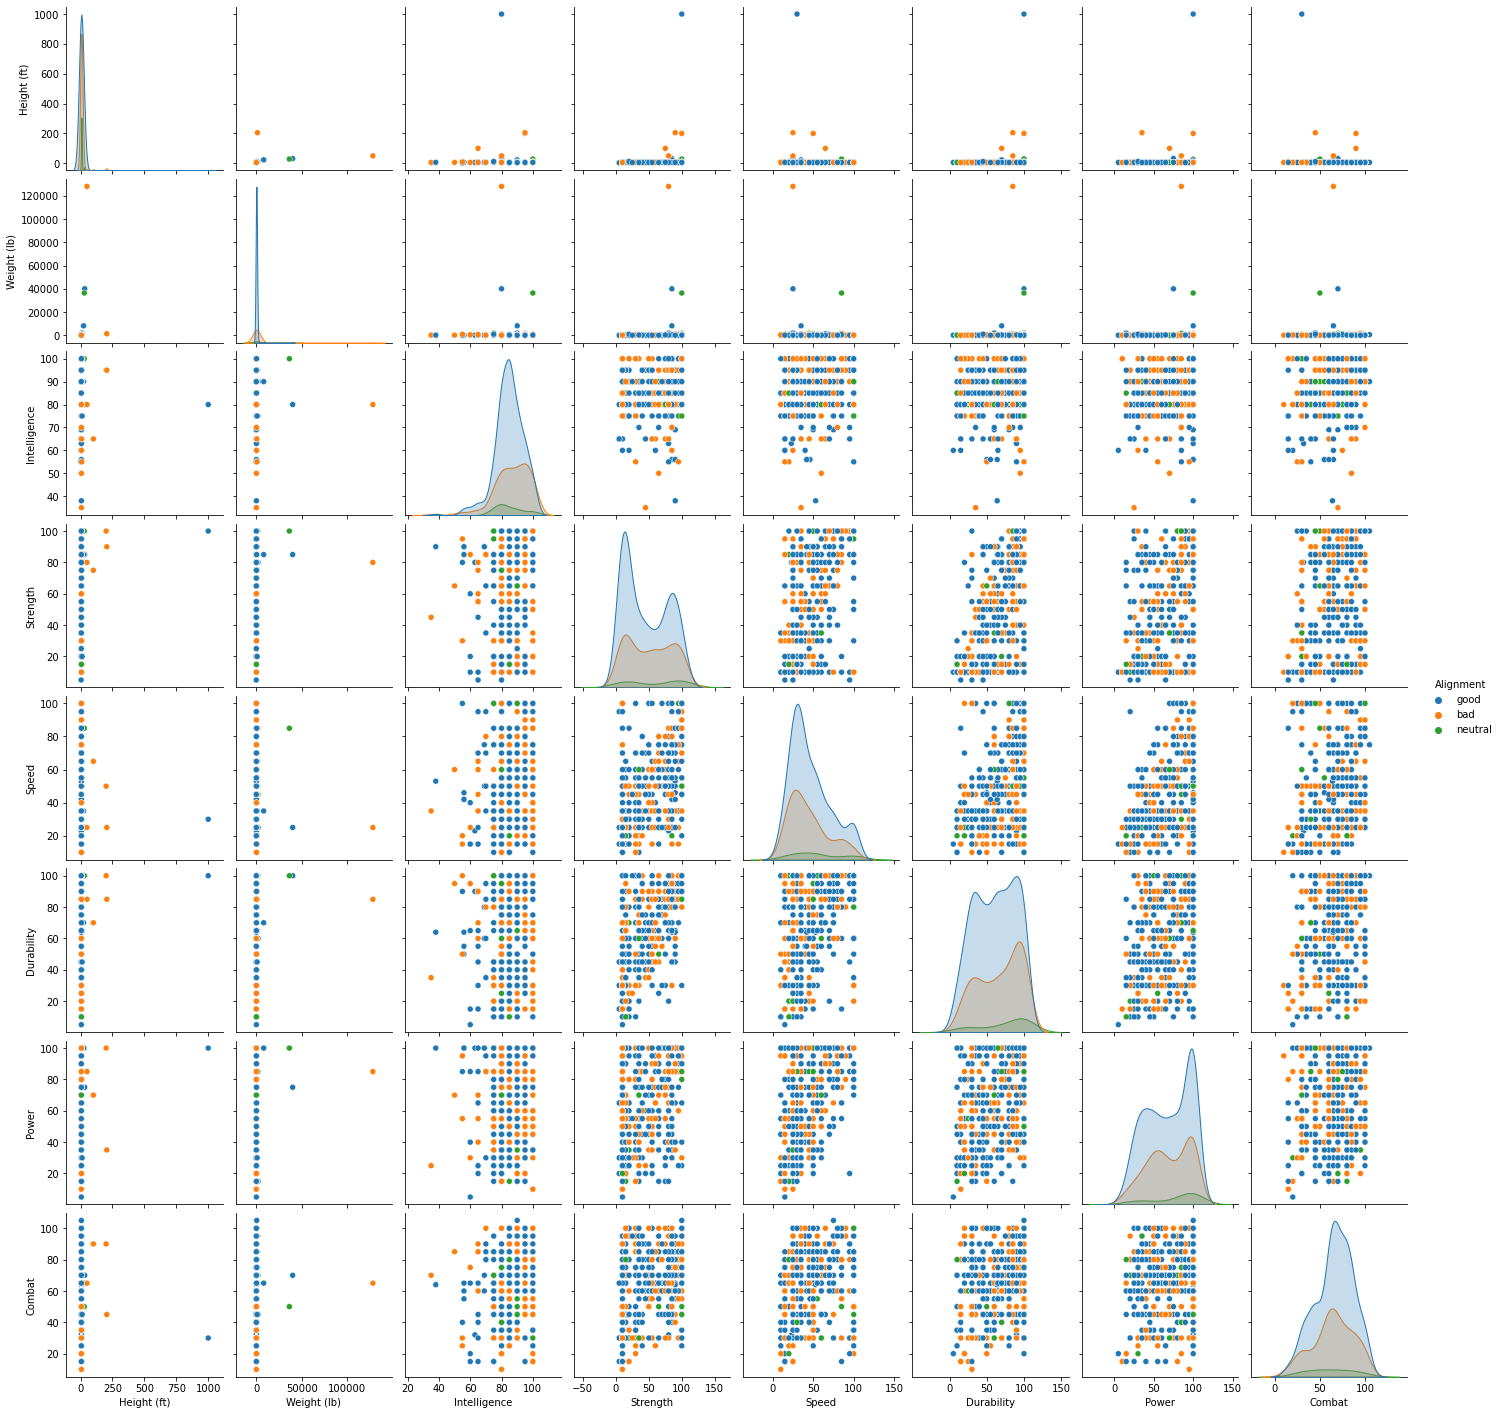 1000
800
600
400
200
0
Height (ft)
120000
100000
80000
60000
40000
20000
0
Weight (lb)
100
90
80
70
60
50
40
Intelligence
100
80
60
40
20
Strength
Alignment
good
bad
neutral
100
80
60
40
20
Speed
100
80
60
40
20
Durability
100
80
60
40
20
Power
100
80
60
40
20
Combat
0 250 500 750 1000
0 50000 100000
20 40 60 80 100
−50 0 50 100 150
0 50 100 150
0 50 100 150
0 50 100 150
0 50 100
Height (ft) Weight (lb) Intelligence Strength Speed Durability Power Combat